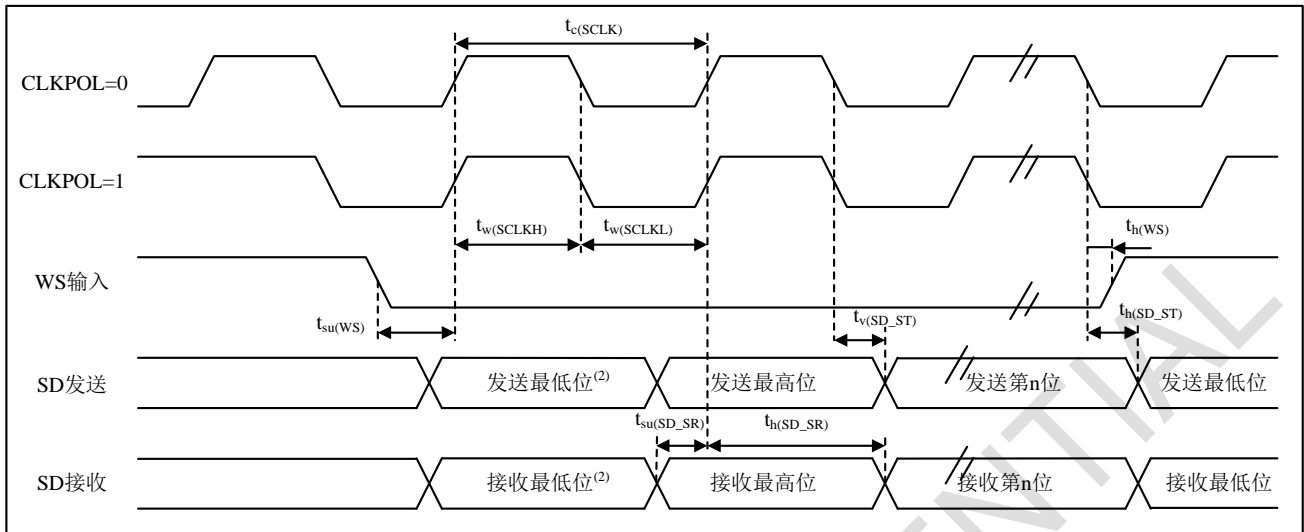 t_c(SCLK)
CLKPOL=0
CLKPOL=1
t_w(SCLKH) t_w(SCLKL) t_h(WS)
WS输入
t_su(WS) t_v(SD_ST) t_h(SD_ST)
SD发送 发送最低位(2) 发送最高位 发送第n位 发送最低位
t_su(SD_SR) t_h(SD_SR)
SD接收 接收最低位(2) 接收最高位 接收第n位 接收最低位
ENTIAL